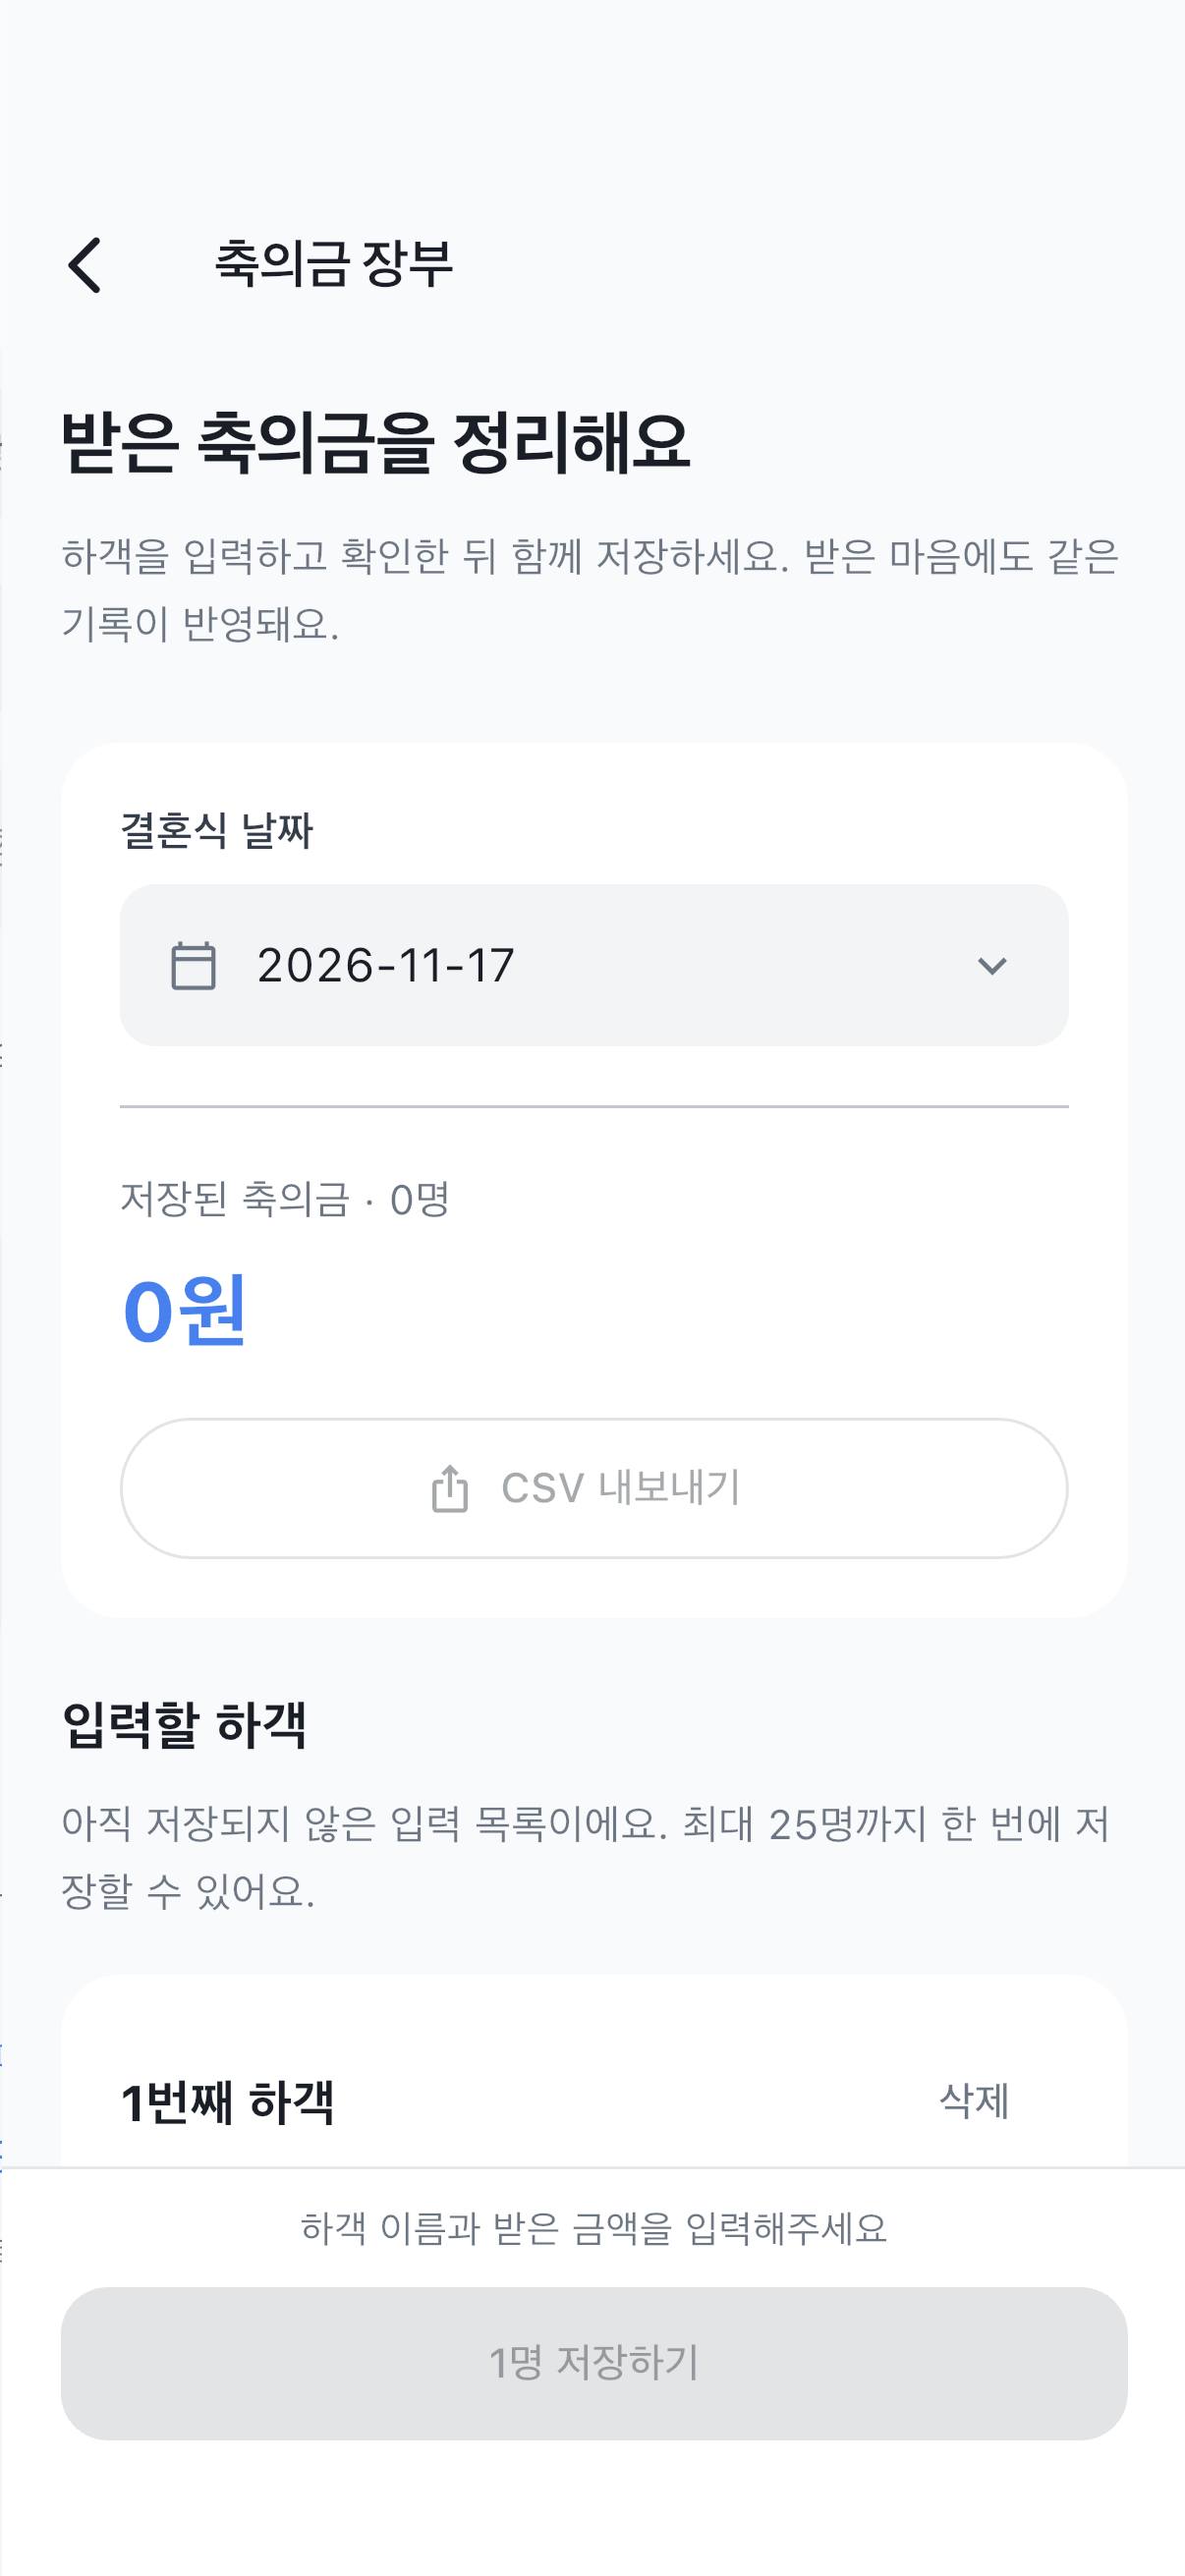 축의금 장부
받은 축의금을 정리해요
하객을 입력하고 확인한 뒤 함께 저장하세요. 받은 마음에도 같은
기록이 반영돼요.
결혼식 날짜
2026-11-17
저장된 축의금 · 0명
0원
CSV 내보내기
입력할 하객
아직 저장되지 않은 입력 목록이에요. 최대 25명까지 한 번에 저
장할 수 있어요.
1번째 하객
삭제
하객 이름과 받은 금액을 입력해주세요
1명 저장하기